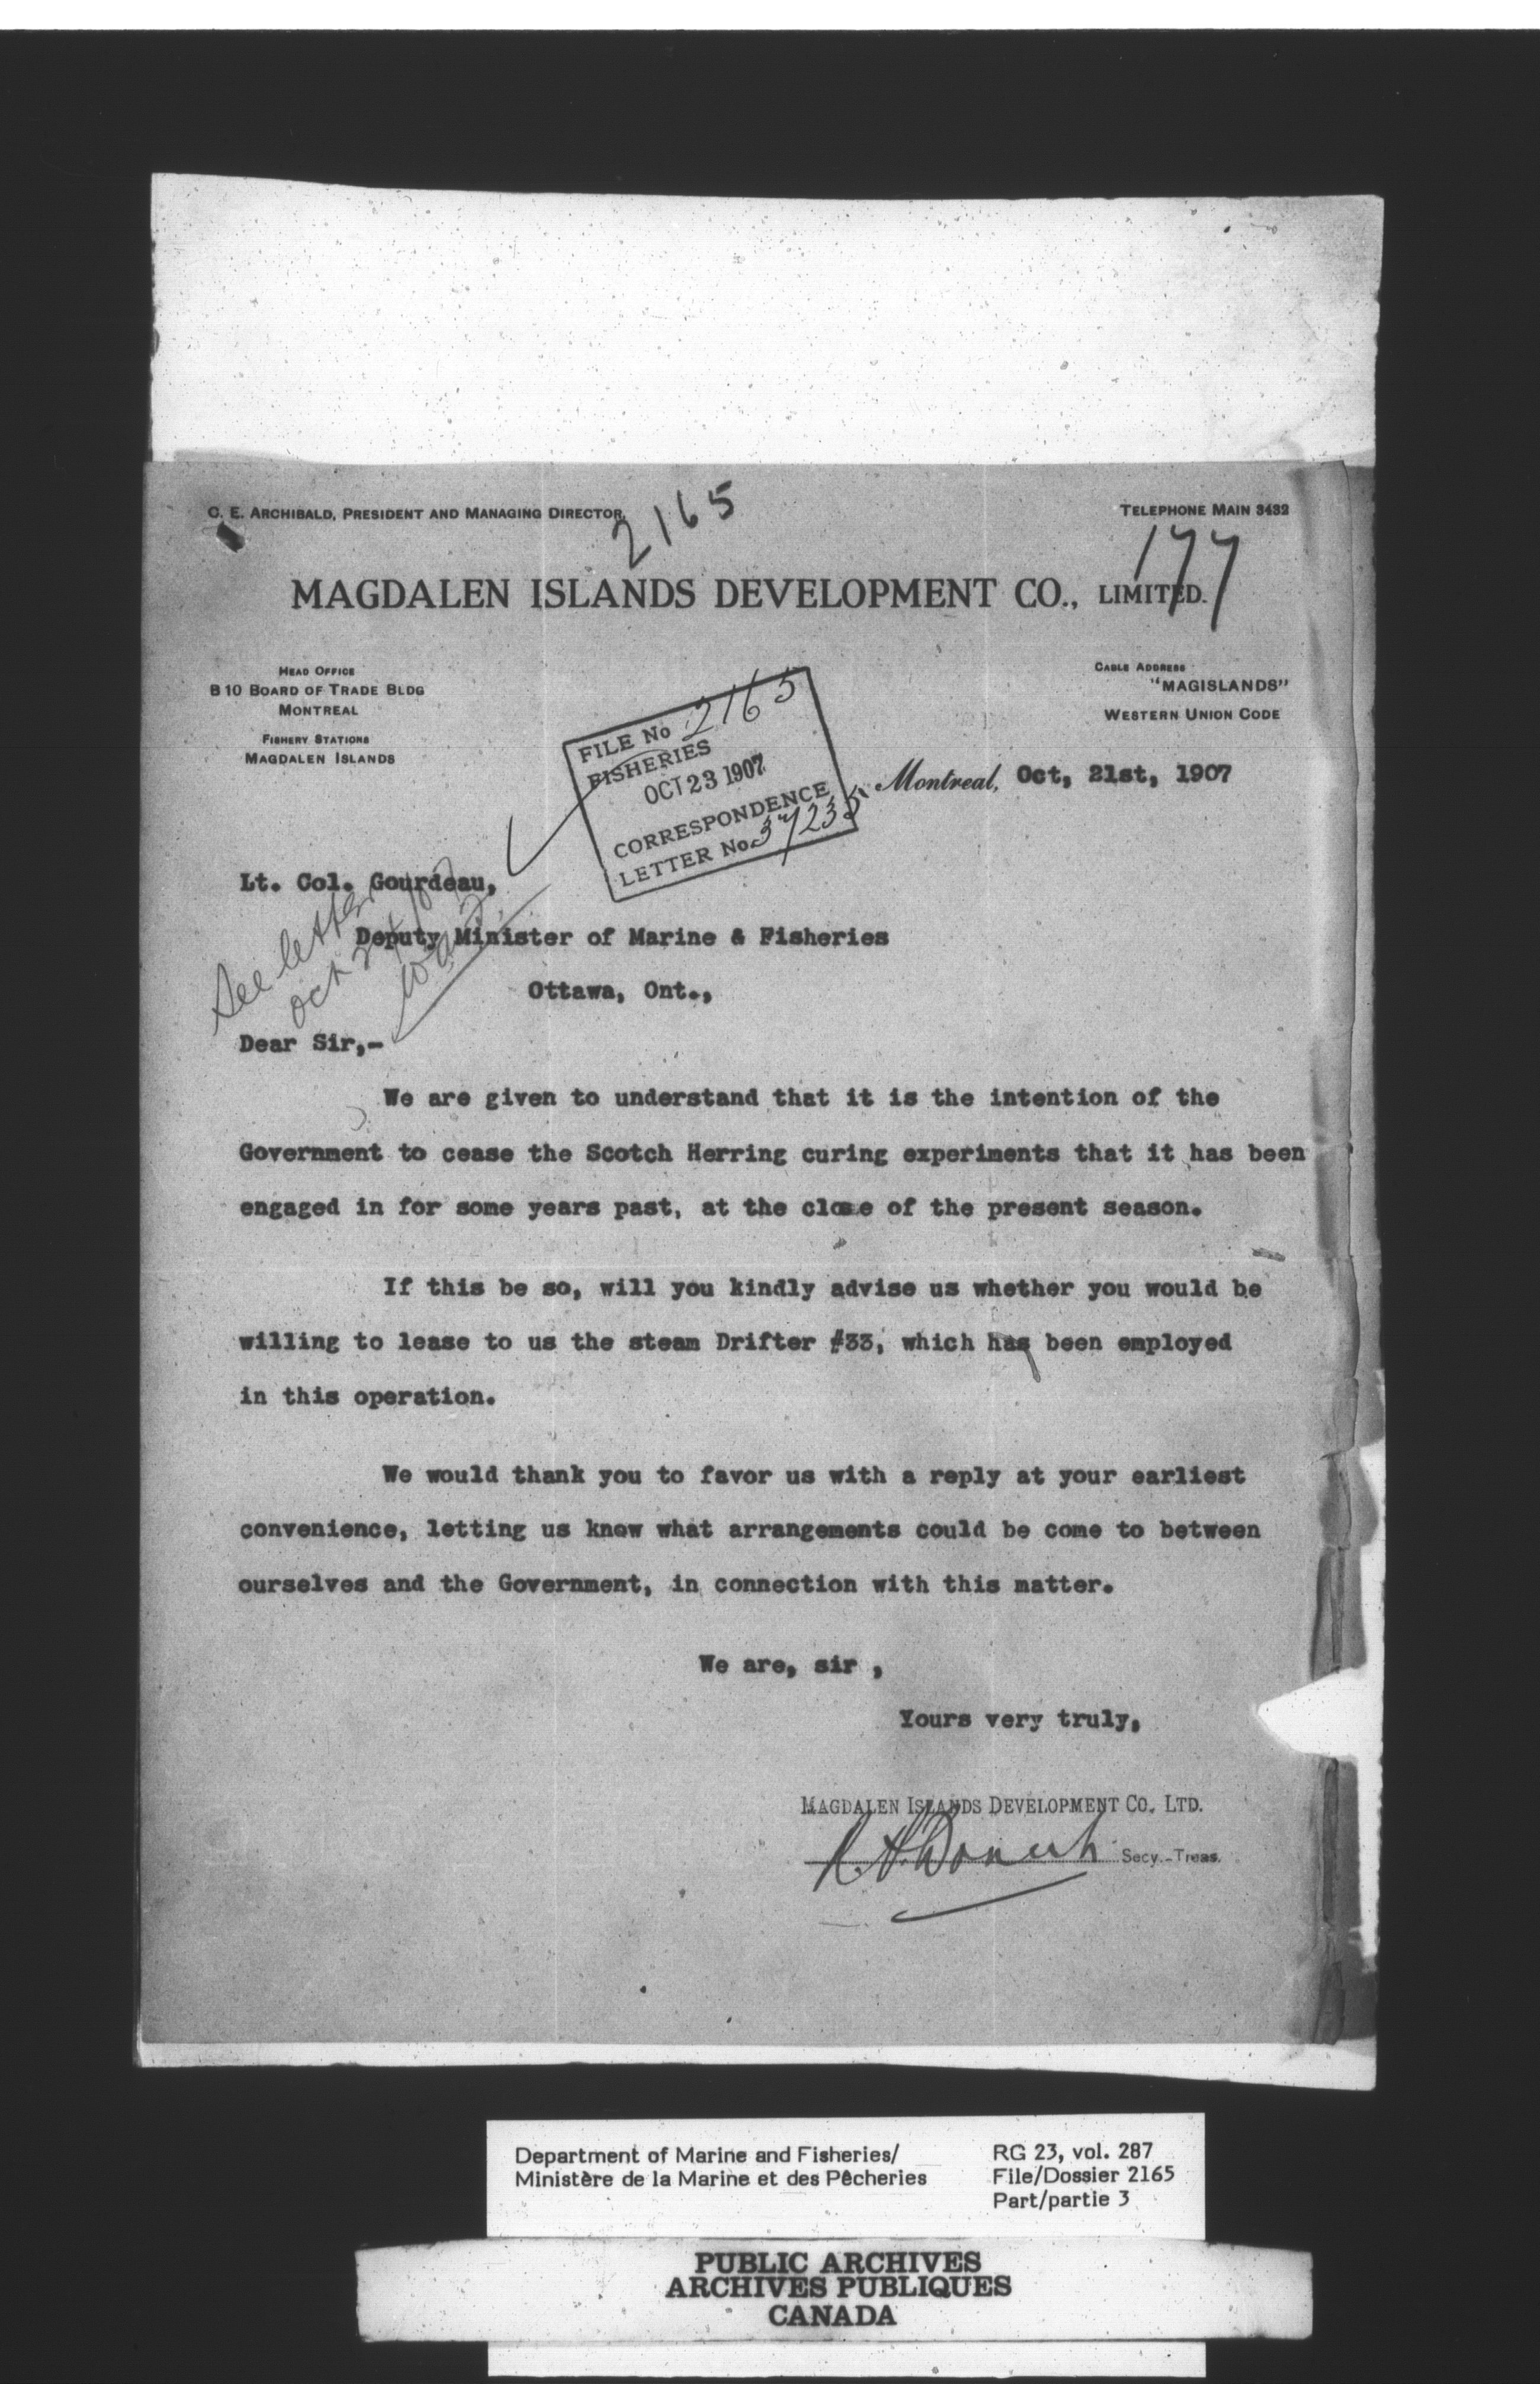 C. E. ARCHIBALD, PRESIDENT AND MANAGING DIRECTOR.
2165
TELEPHONE MAIN 3432
177
MAGDALEN ISLANDS DEVELOPMENT CO., LIMITED.
HEAD OFFICE
B 10 BOARD OF TRADE BLDG
MONTREAL
FISHERY STATIONS
MAGDALEN ISLANDS
CABLE ADDRESS
"MAGISLANDS"
WESTERN UNION CODE
FILE No 2165
FISHERIES
OCT 23 1907
CORRESPONDENCE
LETTER No.
Montreal, Oct, 21st, 1907
Lt. Col. Gourdeau,
Deputy Minister of Marine & Fisheries
Ottawa, Ont.,
See letter
Oct
Dear Sir,-
We are given to understand that it is the intention of the
Government to cease the Scotch Herring curing experiments that it has been
engaged in for some years past, at the close of the present season.
If this be so, will you kindly advise us whether you would be
willing to lease to us the steam Drifter #33, which has been employed
in this operation.
We would thank you to favor us with a reply at your earliest
convenience, letting us know what arrangements could be come to between
ourselves and the Government, in connection with this matter.
We are, sir ,
Yours very truly,
MAGDALEN ISLANDS DEVELOPMENT CO. LTD.
Secy.-Treas.
Department of Marine and Fisheries/
Ministère de la Marine et des Pêcheries
RG 23, vol. 287
File/Dossier 2165
Part/partie 3
PUBLIC ARCHIVES
ARCHIVES PUBLIQUES
CANADA